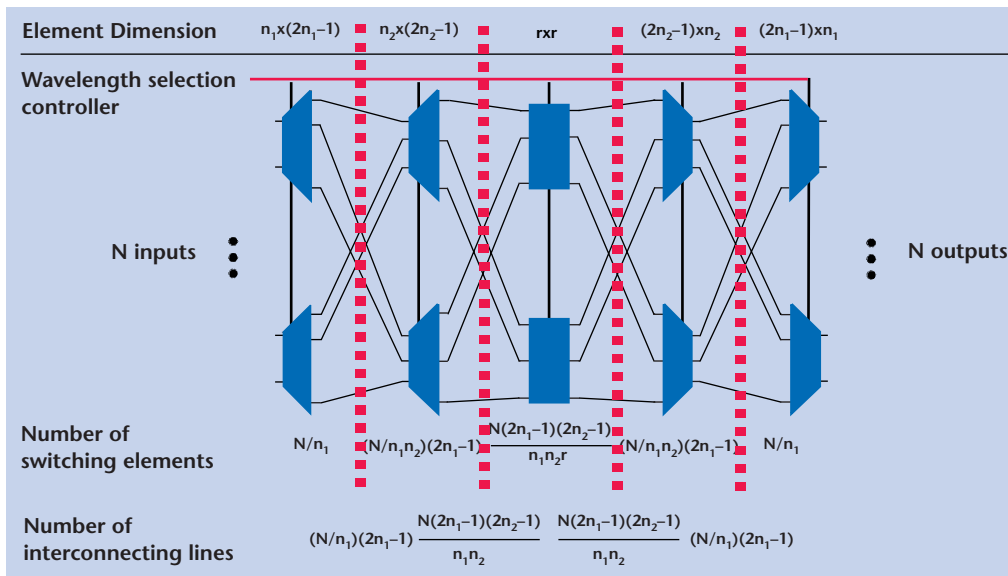 Element Dimension n₁x(2n₁–1) n₂x(2n₂–1) rxr (2n₂–1)xn₂ (2n₁–1)xn₁
Wavelength selection
controller
N inputs
N outputs
Number of
switching elements
N/n₁ (N/n₁n₂)(2n₁–1) N(2n₁–1)(2n₂–1) (N/n₁n₂)(2n₁–1) N/n₁
n₁n₂r
Number of
interconnecting lines
(N/n₁)(2n₁–1) N(2n₁–1)(2n₂–1) N(2n₁–1)(2n₂–1) (N/n₁)(2n₁–1)
n₁n₂ n₁n₂